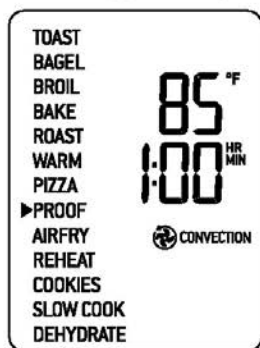 TOAST
BAGEL
BROIL
BAKE
ROAST
WARM
PIZZA
▶PROOF
AIRFRY
REHEAT
COOKIES
SLOW COOK
DEHYDRATE
85 °F
1:00 HR
MIN
CONVECTION